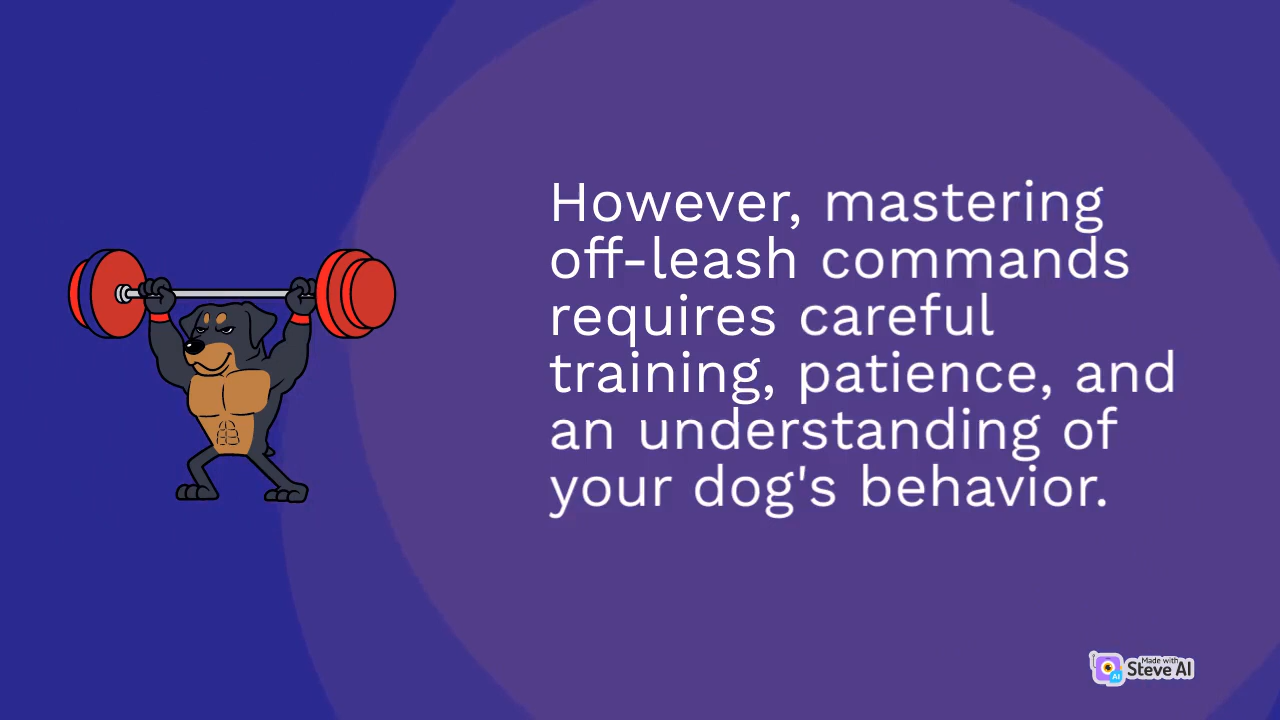 However, mastering
off-leash commands
requires careful
training, patience, and
an understanding of
your dog's behavior.
Made with
Steve AI
AI